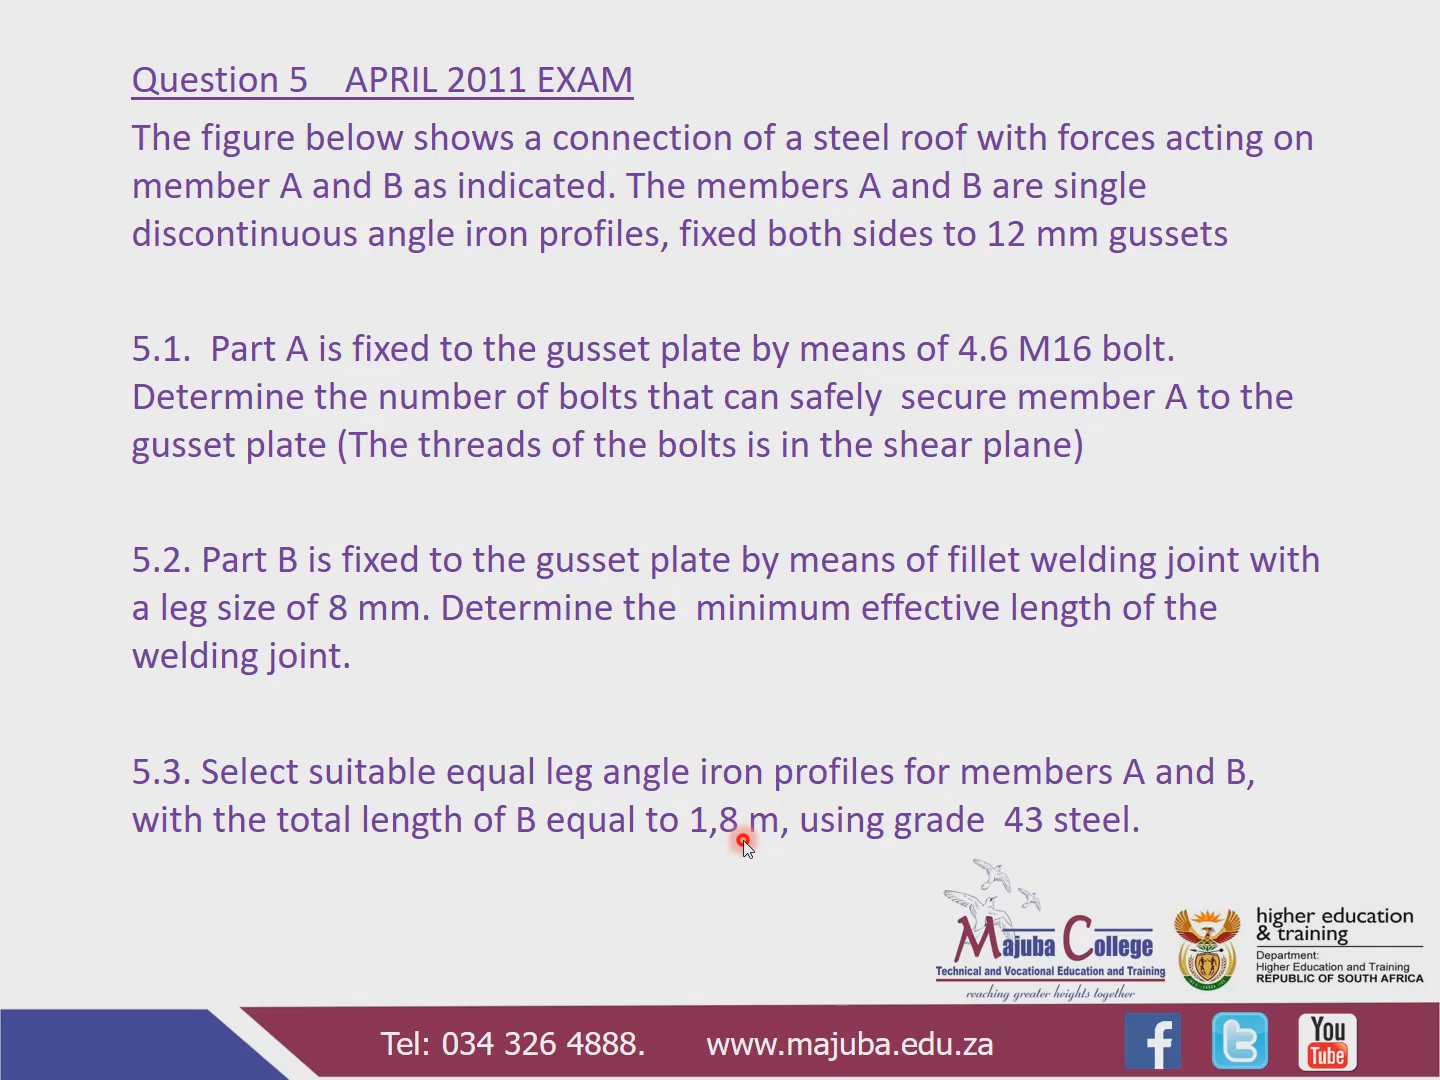 Question 5    APRIL 2011 EXAM
The figure below shows a connection of a steel roof with forces acting on
member A and B as indicated. The members A and B are single
discontinuous angle iron profiles, fixed both sides to 12 mm gussets
5.1.  Part A is fixed to the gusset plate by means of 4.6 M16 bolt.
Determine the number of bolts that can safely  secure member A to the
gusset plate (The threads of the bolts is in the shear plane)
5.2. Part B is fixed to the gusset plate by means of fillet welding joint with
a leg size of 8 mm. Determine the  minimum effective length of the
welding joint.
5.3. Select suitable equal leg angle iron profiles for members A and B,
with the total length of B equal to 1,8 m, using grade  43 steel.
Majuba College
Technical and Vocational Education and Training
reaching greater heights together
higher education
& training
Department:
Higher Education and Training
REPUBLIC OF SOUTH AFRICA
Tel: 034 326 4888.    www.majuba.edu.za
You
Tube